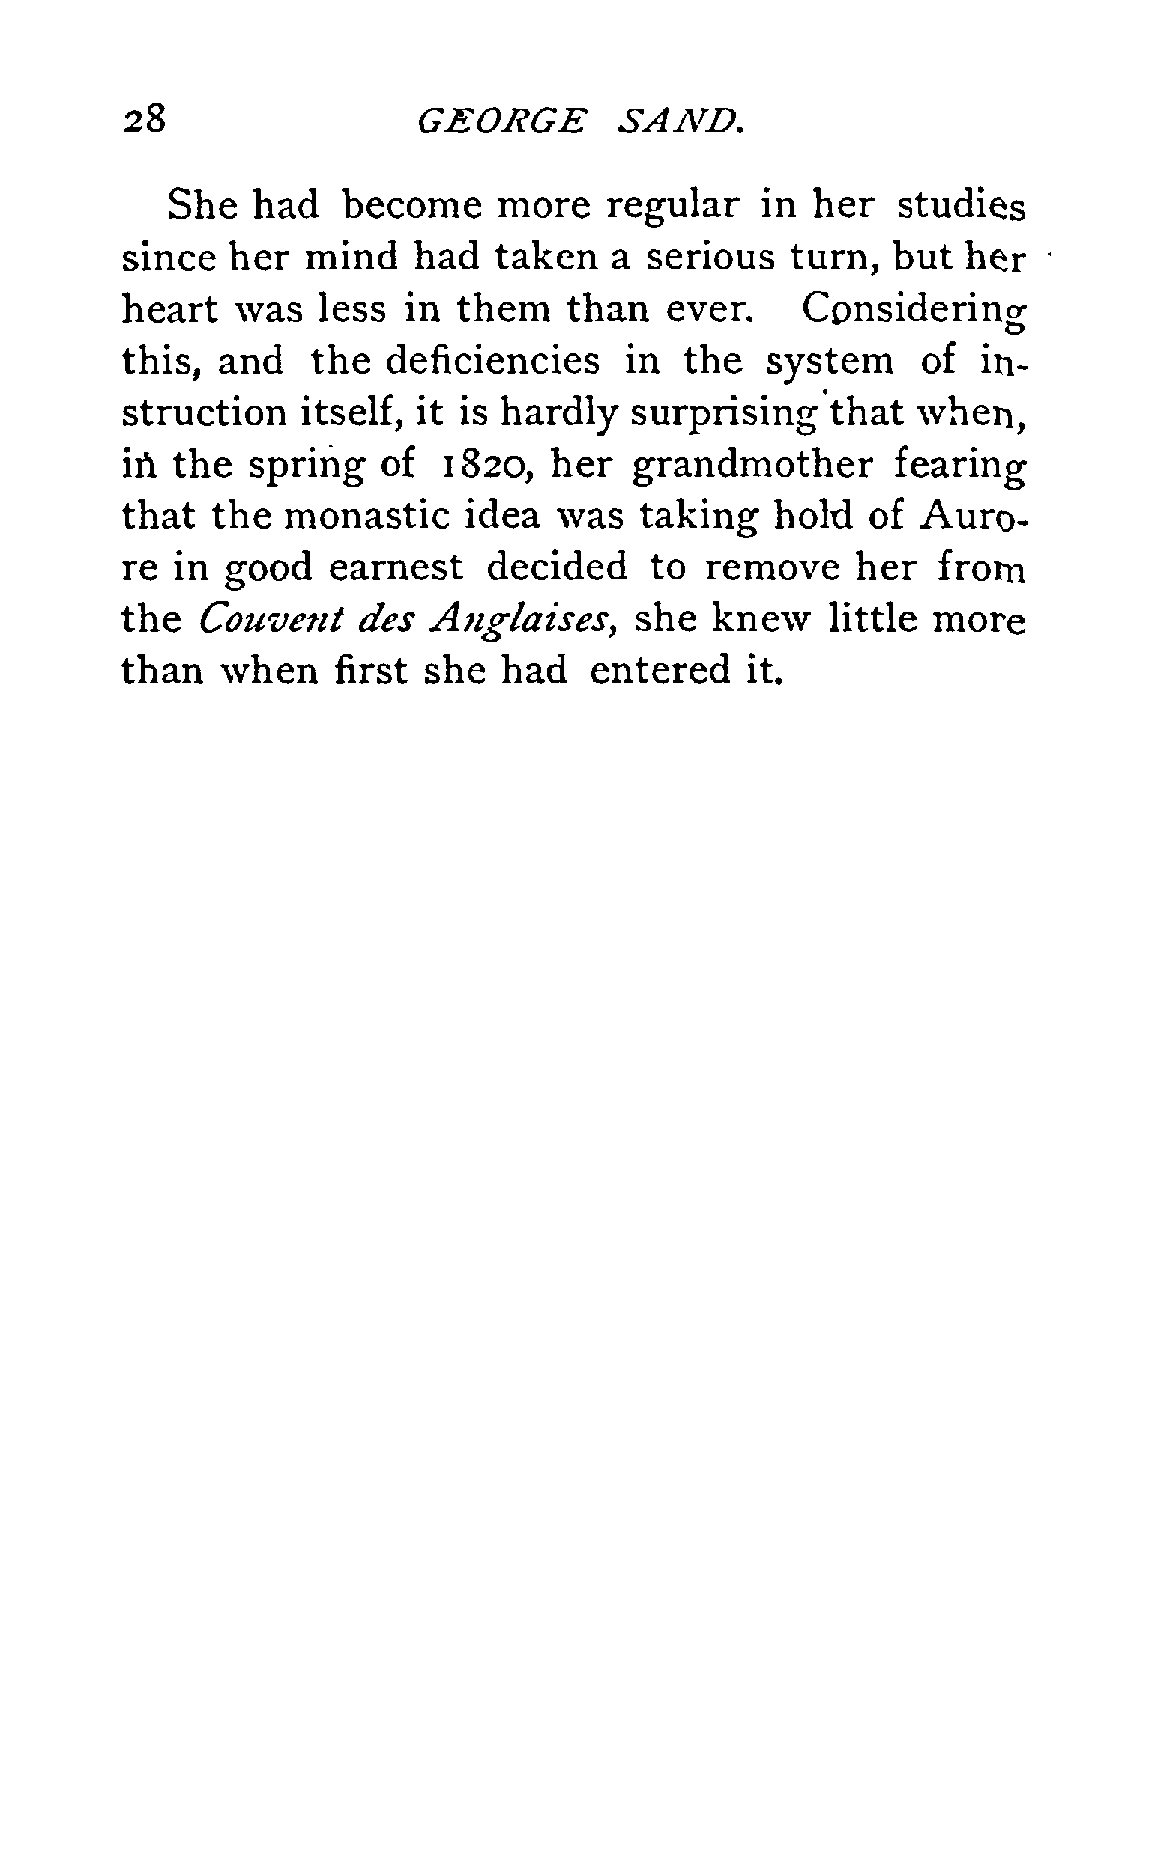 28 GEORGE SAND.
She had become more regular in her studies
since her mind had taken a serious turn, but her
heart was less in them than ever. Considering
this, and the deficiencies in the system of in-
struction itself, it is hardly surprising that when,
in the spring of 1820, her grandmother fearing
that the monastic idea was taking hold of Auro-
re in good earnest decided to remove her from
the Couvent des Anglaises, she knew little more
than when first she had entered it.